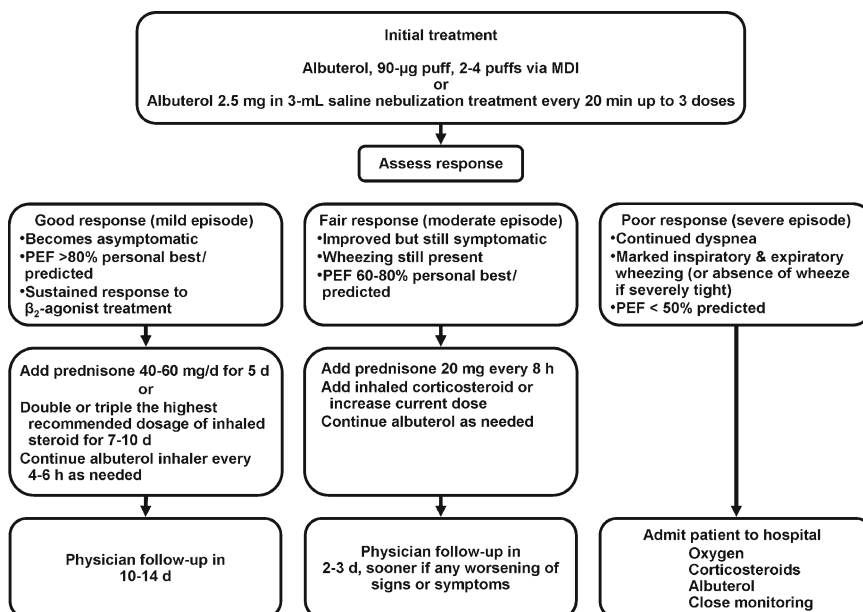 Initial treatment
Albuterol, 90-µg puff, 2-4 puffs via MDI
or
Albuterol 2.5 mg in 3-mL saline nebulization treatment every 20 min up to 3 doses
Assess response
Good response (mild episode)
•Becomes asymptomatic
•PEF >80% personal best/
predicted
•Sustained response to
β₂-agonist treatment
Fair response (moderate episode)
•Improved but still symptomatic
•Wheezing still present
•PEF 60-80% personal best/
predicted
Poor response (severe episode)
•Continued dyspnea
•Marked inspiratory & expiratory
wheezing (or absence of wheeze
if severely tight)
•PEF < 50% predicted
Add prednisone 40-60 mg/d for 5 d
or
Double or triple the highest
recommended dosage of inhaled
steroid for 7-10 d
Continue albuterol inhaler every
4-6 h as needed
Add prednisone 20 mg every 8 h
Add inhaled corticosteroid or
increase current dose
Continue albuterol as needed
Physician follow-up in
10-14 d
Physician follow-up in
2-3 d, sooner if any worsening of
signs or symptoms
Admit patient to hospital
Oxygen
Corticosteroids
Albuterol
Close monitoring